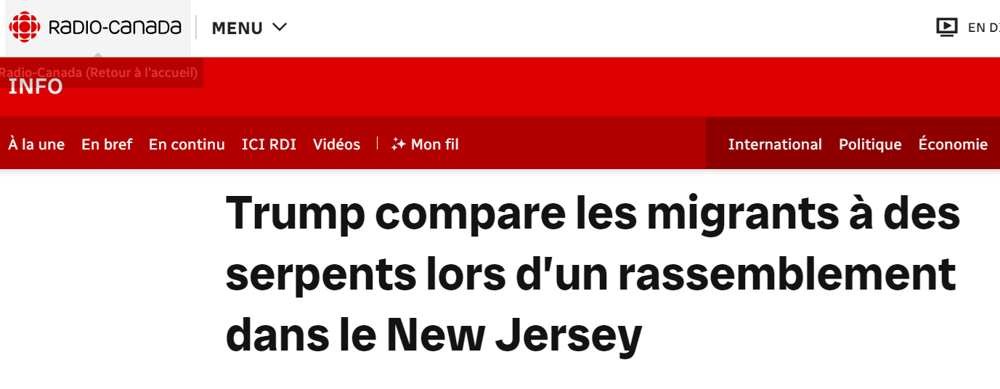 RADIO-CANADA
MENU
EN D
Radio-Canada (Retour à l'accueil)
INFO
À la une En bref En continu ICI RDI Vidéos Mon fil
International Politique Économie
Trump compare les migrants à des
serpents lors d'un rassemblement
dans le New Jersey